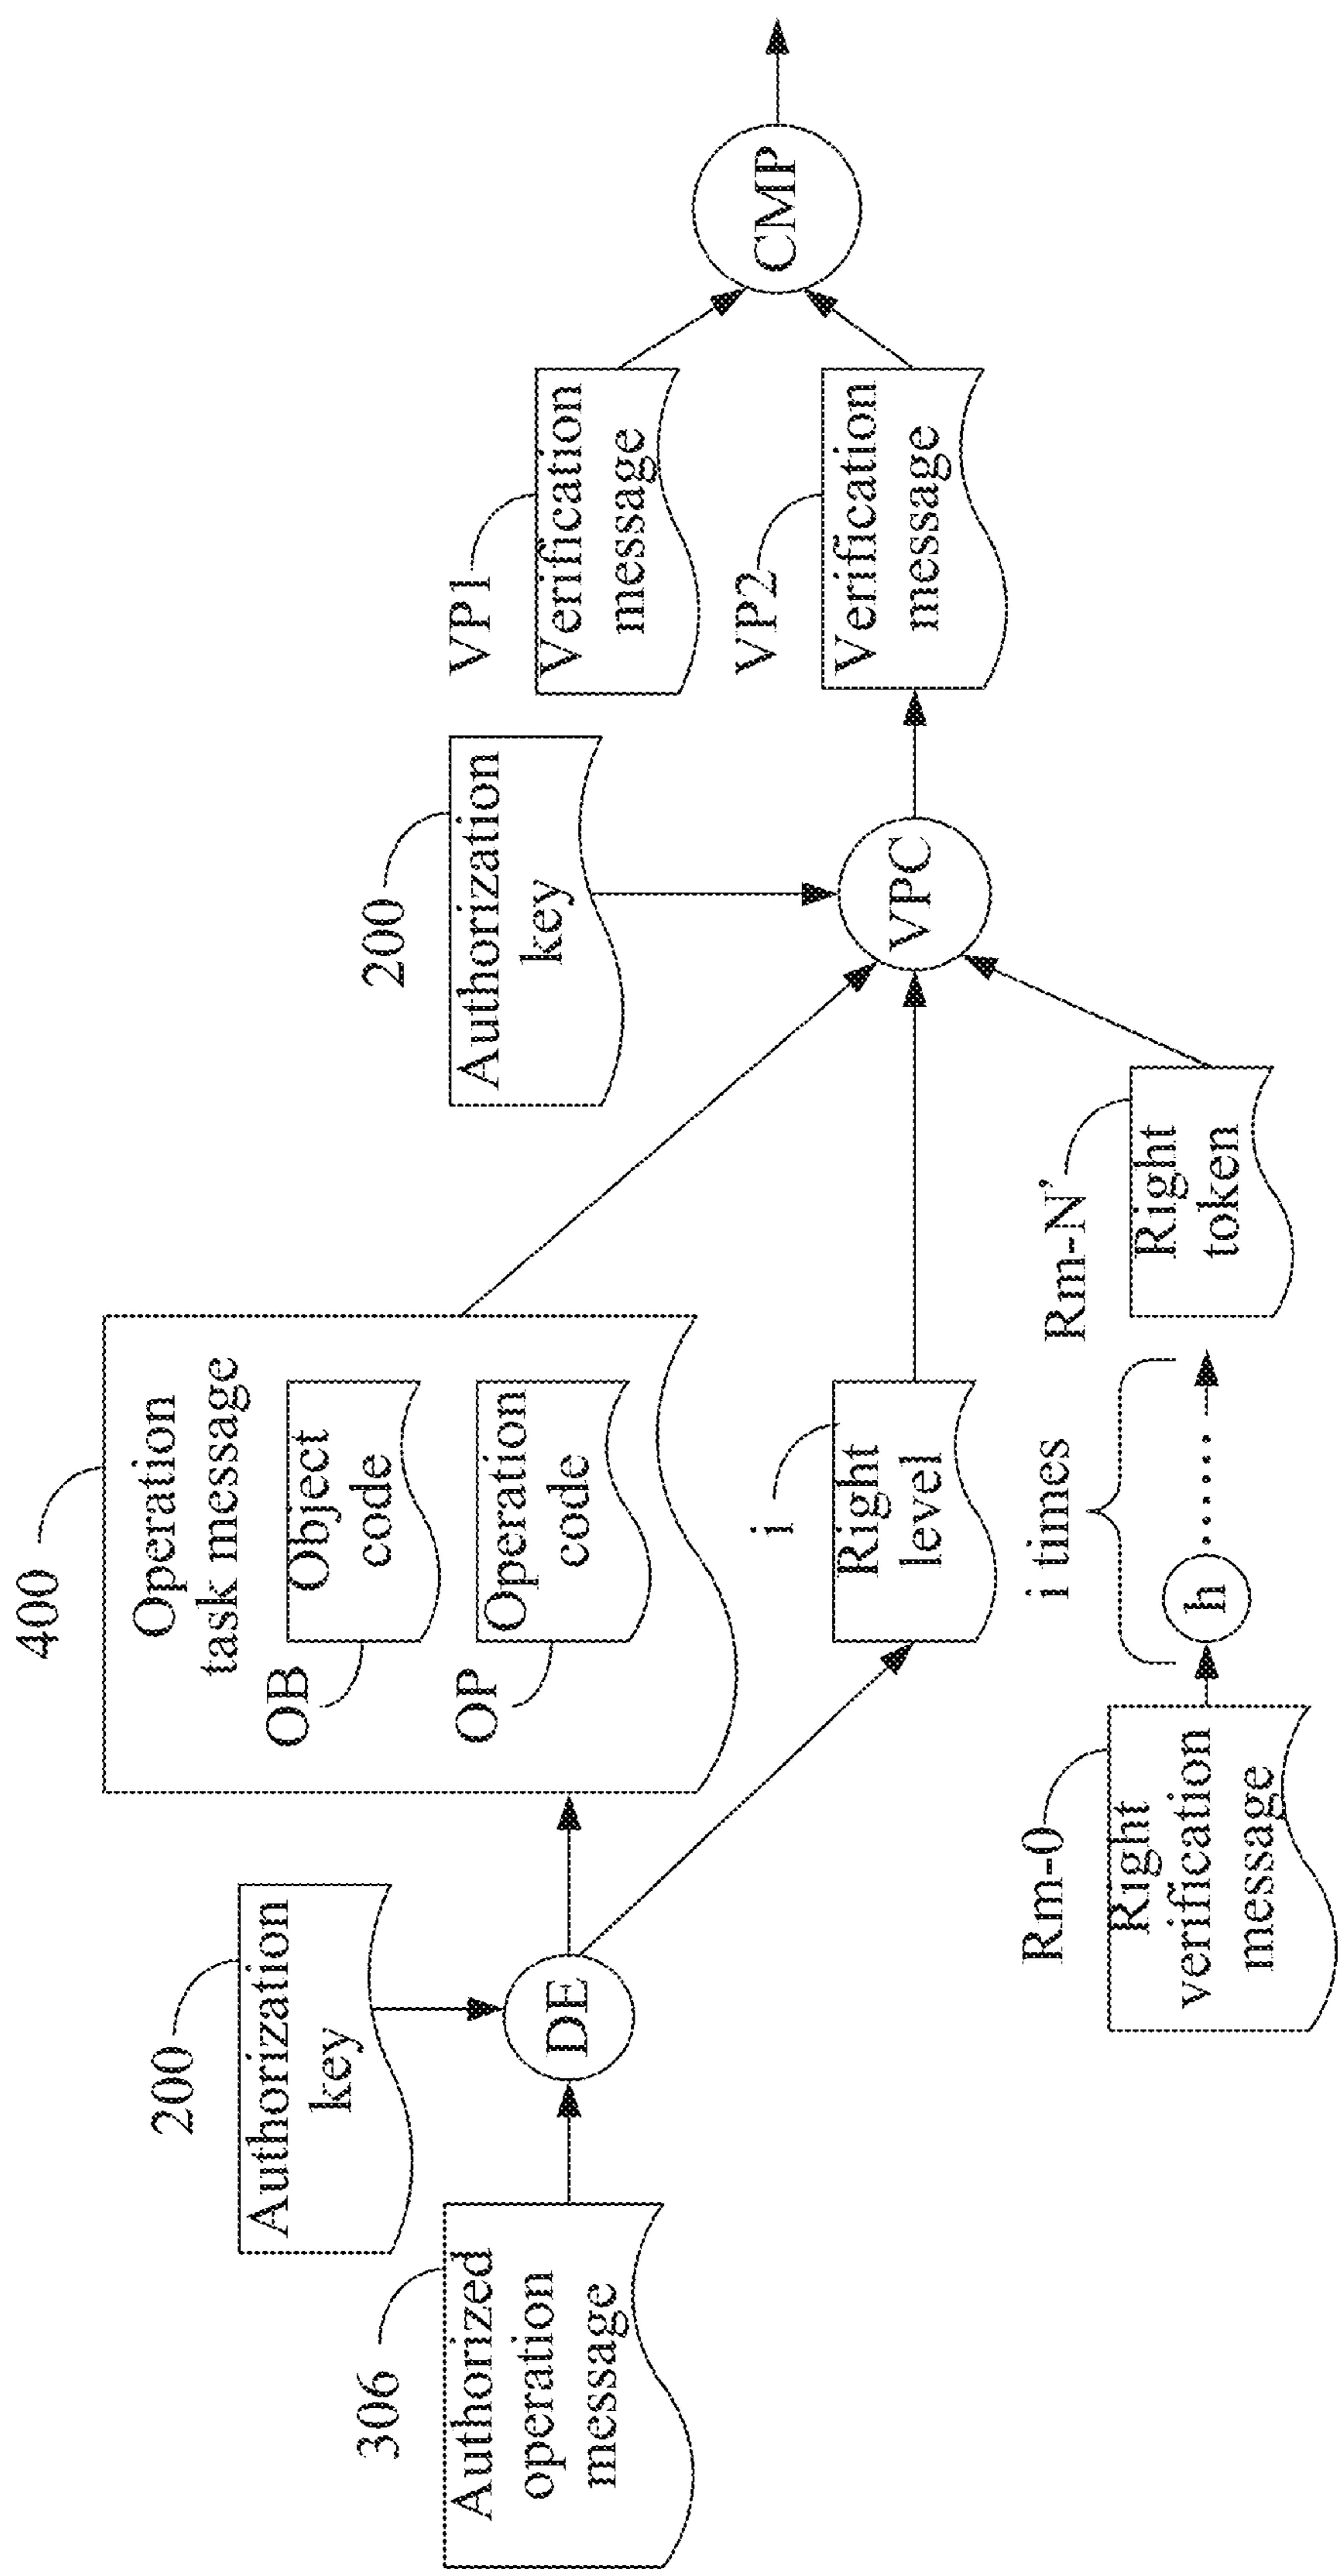 400
Operation
task message
OB
Object
code
OP
Operation
code
200
Authorization
key
306
Authorized
operation
message
DE
i
Right
level
200
Authorization
key
VPC
VP1
Verification
message
VP2
Verification
message
CMP
Rm-0
Right
verification
message
h
......
i times
Rm-N'
Right
token